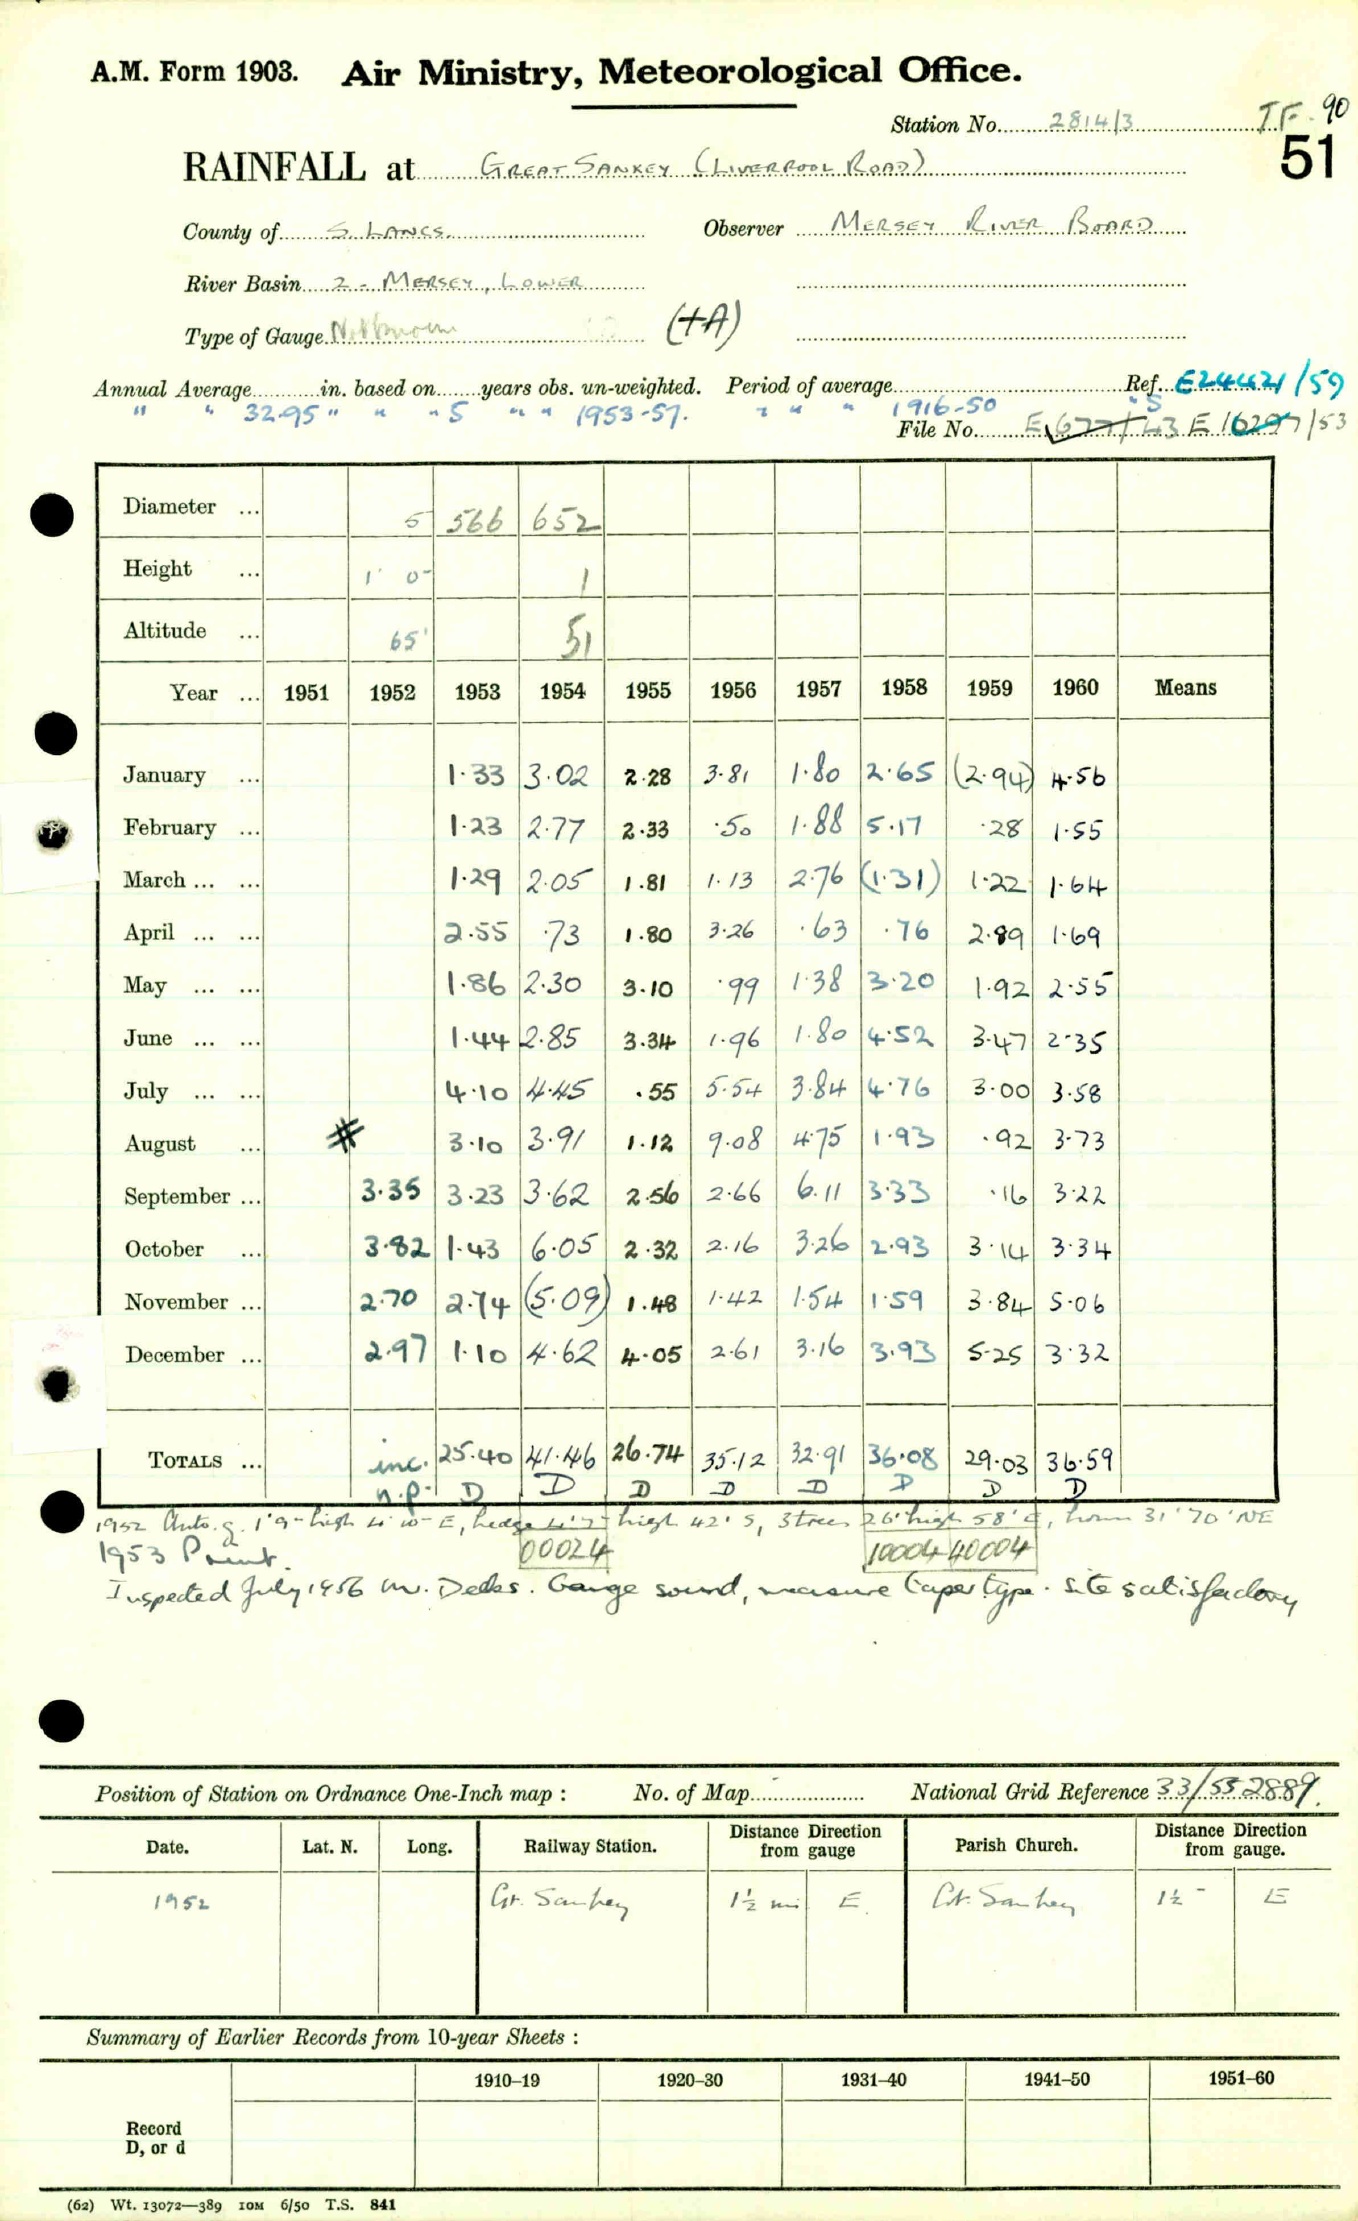 A.M. Form 1903. Air Ministry, Meteorological Office.
Station No. 2814/3 90
51
RAINFALL at GREAT SANKEY (LIVERPOOL ROAD)
County of S. LANCS. Observer MERSEY RIVER BOARD
River Basin 2 - MERSEY, LOWER
Type of Gauge (+A)
Annual Average in. based on years obs. un-weighted. Period of average Ref. E24421/59
" " 32.95 " " " 5 " " 1953-57. " " " 1916-50 "S
File No. E 677/43 E 16297/53
Diameter ... 5 566 652
Height ... 1' 0" 1
Altitude ... 65' 51
Year ... 1951 1952 1953 1954 1955 1956 1957 1958 1959 1960 Means
January ... 1.33 3.02 2.28 3.81 1.80 2.65 (2.94) 4.56
February ... 1.23 2.77 2.33 .50 1.88 5.17 .28 1.55
March ... ... 1.29 2.05 1.81 1.13 2.76 (1.31) 1.22 1.64
April ... ... 2.55 .73 1.80 3.26 .63 .76 2.89 1.69
May ... ... 1.86 2.30 3.10 .99 1.38 3.20 1.92 2.55
June ... ... 1.44 2.85 3.34 1.96 1.80 4.52 3.47 2.35
July ... ... 4.10 4.45 .55 5.54 3.84 4.76 3.00 3.58
August ... # 3.10 3.91 1.12 9.08 4.75 1.93 .92 3.73
September ... 3.35 3.23 3.62 2.56 2.66 6.11 3.33 .16 3.22
October ... 3.82 1.43 6.05 2.32 2.16 3.26 2.93 3.14 3.34
November ... 2.70 2.74 (5.09) 1.48 1.42 1.54 1.59 3.84 5.06
December ... 2.97 1.10 4.62 4.05 2.61 3.16 3.93 5.25 3.32
TOTALS ... inc. 25.40 41.46 26.74 35.12 32.91 36.08 29.03 36.59
n.p. D D D D D D D D
1952 Auto. g. 1'9" high 4' 10" E, hedge 4'7" high 42' S, 3 trees 26' high 58' E, house 31' 70' NE
1953 00024 10004 40004
Inspected July 1956 Mr. Gauge sound, measure taper type. Site satisfactory
Position of Station on Ordnance One-Inch map : No. of Map National Grid Reference 33/552889.
Date. Lat. N. Long. Railway Station. Distance from Direction gauge Parish Church. Distance from Direction gauge.
1952 Gt. Sankey 1½ mi E. Gt. Sankey 1½ " E
Summary of Earlier Records from 10-year Sheets :
1910–19 1920–30 1931–40 1941–50 1951–60
Record
D, or d
(62) Wt. 13072—389 10M 6/50 T.S. 841